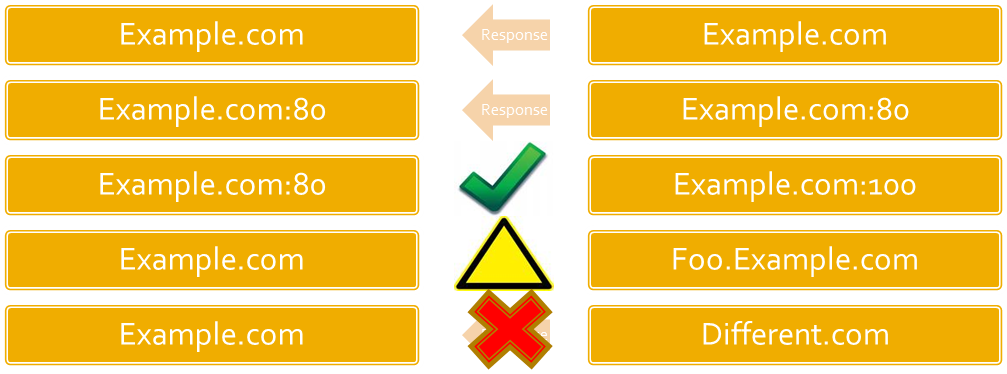 Example.com Response Example.com
Example.com:80 Response Example.com:80
Example.com:80 Example.com:100
Example.com Foo.Example.com
Example.com Different.com